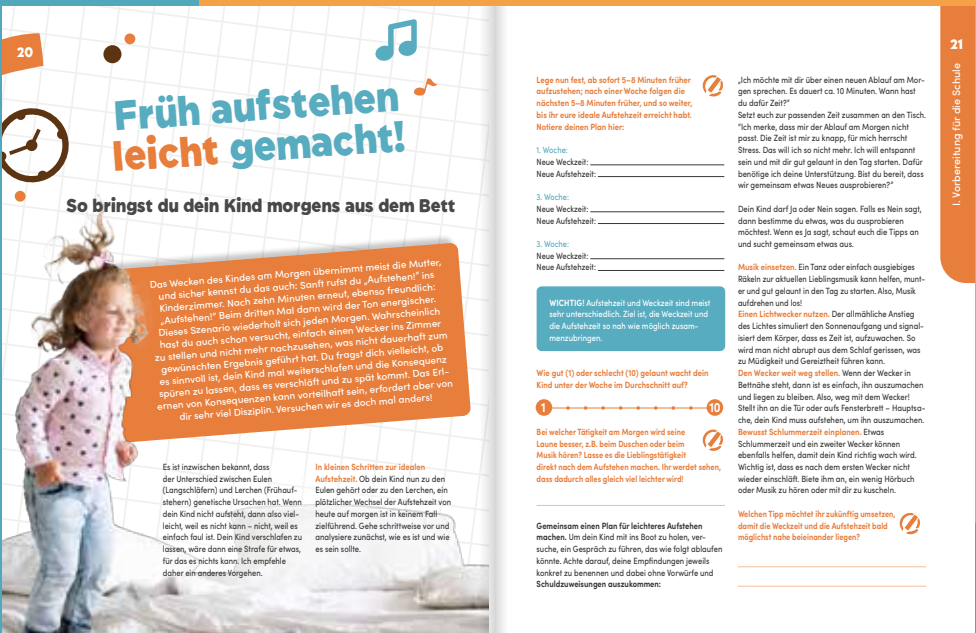 20
Früh aufstehen
leicht gemacht!
So bringst du dein Kind morgens aus dem Bett
Das Wecken des Kindes am Morgen übernimmt meist die Mutter,
und sicher kennst du das auch: Sanft rufst du „Aufstehen!“ ins
Kinderzimmer. Nach zehn Minuten erneut, ebenso freundlich:
„Aufstehen!“ Beim dritten Mal dann wird der Ton energischer.
Dieses Szenario wiederholt sich jeden Morgen. Wahrscheinlich
hast du auch schon versucht, einfach einen Wecker ins Zimmer
zu stellen und nicht mehr nachzusehen, was nicht dauerhaft zum
gewünschten Ergebnis geführt hat. Du fragst dich vielleicht, ob
es sinnvoll ist, dein Kind mal weiterschlafen und die Konsequenz
spüren zu lassen, dass es verschläft und zu spät kommt. Das Erl-
ernen von Konsequenzen kann vorteilhaft sein, erfordert aber von
dir sehr viel Disziplin. Versuchen wir es doch mal anders!
Es ist inzwischen bekannt, dass
der Unterschied zwischen Eulen
(Langschläfern) und Lerchen (Frühauf-
stehern) genetische Ursachen hat. Wenn
dein Kind nicht aufsteht, dann also viel-
leicht, weil es nicht kann – nicht, weil es
einfach faul ist. Dein Kind verschlafen zu
lassen, wäre dann eine Strafe für etwas,
für das es nichts kann. Ich empfehle
daher ein anderes Vorgehen.
In kleinen Schritten zur idealen
Aufstehzeit. Ob dein Kind nun zu den
Eulen gehört oder zu den Lerchen, ein
plötzlicher Wechsel der Aufstehzeit von
heute auf morgen ist in keinem Fall
zielführend. Gehe schrittweise vor und
analysiere zunächst, wie es ist und wie
es sein sollte.
Lege nun fest, ab sofort 5–8 Minuten früher
aufzustehen; nach einer Woche folgen die
nächsten 5–8 Minuten früher, und so weiter,
bis ihr eure ideale Aufstehzeit erreicht habt.
Notiere deinen Plan hier:
1. Woche:
Neue Weckzeit:
Neue Aufstehzeit:
3. Woche:
Neue Weckzeit:
Neue Aufstehzeit:
3. Woche:
Neue Weckzeit:
Neue Aufstehzeit:
WICHTIG! Aufstehzeit und Weckzeit sind meist
sehr unterschiedlich. Ziel ist, die Weckzeit und
die Aufstehzeit so nah wie möglich zusam-
menzubringen.
Wie gut (1) oder schlecht (10) gelaunt wacht dein
Kind unter der Woche im Durchschnitt auf?
1 10
Bei welcher Tätigkeit am Morgen wird seine
Laune besser, z.B. beim Duschen oder beim
Musik hören? Lasse es die Lieblingstätigkeit
direkt nach dem Aufstehen machen. Ihr werdet sehen,
dass dadurch alles gleich viel leichter wird!
Gemeinsam einen Plan für leichteres Aufstehen
machen. Um dein Kind mit ins Boot zu holen, ver-
suche, ein Gespräch zu führen, das wie folgt ablaufen
könnte. Achte darauf, deine Empfindungen jeweils
konkret zu benennen und dabei ohne Vorwürfe und
Schuldzuweisungen auszukommen:
„Ich möchte mit dir über einen neuen Ablauf am Mor-
gen sprechen. Es dauert ca. 10 Minuten. Wann hast
du dafür Zeit?“
Setzt euch zur passenden Zeit zusammen an den Tisch.
“Ich merke, dass mir der Ablauf am Morgen nicht
passt. Die Zeit ist mir zu knapp, für mich herrscht
Stress. Das will ich so nicht mehr. Ich will entspannt
sein und mit dir gut gelaunt in den Tag starten. Dafür
benötige ich deine Unterstützung. Bist du bereit, dass
wir gemeinsam etwas Neues ausprobieren?“
Dein Kind darf Ja oder Nein sagen. Falls es Nein sagt,
dann bestimme du etwas, was du ausprobieren
möchtest. Wenn es Ja sagt, schaut euch die Tipps an
und sucht gemeinsam etwas aus.
Musik einsetzen. Ein Tanz oder einfach ausgiebiges
Räkeln zur aktuellen Lieblingsmusik kann helfen, munt-
er und gut gelaunt in den Tag zu starten. Also, Musik
aufdrehen und los!
Einen Lichtwecker nutzen. Der allmähliche Anstieg
des Lichtes simuliert den Sonnenaufgang und signal-
isiert dem Körper, dass es Zeit ist, aufzuwachen. So
wird man nicht abrupt aus dem Schlaf gerissen, was
zu Müdigkeit und Gereiztheit führen kann.
Den Wecker weit weg stellen. Wenn der Wecker in
Bettnähe steht, dann ist es einfach, ihn auszumachen
und liegen zu bleiben. Also, weg mit dem Wecker!
Stellt ihn an die Tür oder aufs Fensterbrett – Hauptsa-
che, dein Kind muss aufstehen, um ihn auszumachen.
Bewusst Schlummerzeit einplanen. Etwas
Schlummerzeit und ein zweiter Wecker können
ebenfalls helfen, damit dein Kind richtig wach wird.
Wichtig ist, dass es nach dem ersten Wecker nicht
wieder einschläft. Biete ihm an, ein wenig Hörbuch
oder Musik zu hören oder mit dir zu kuscheln.
Welchen Tipp möchtet ihr zukünftig umsetzen,
damit die Weckzeit und die Aufstehzeit bald
möglichst nahe beieinander liegen?
21
I. Vorbereitung für die Schule